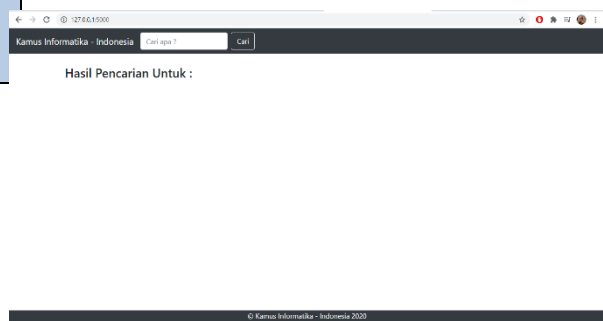 127.0.0.1:5000
Kamus Informatika - Indonesia Cari apa ? Cari
Hasil Pencarian Untuk :
© Kamus Informatika - Indonesia 2020